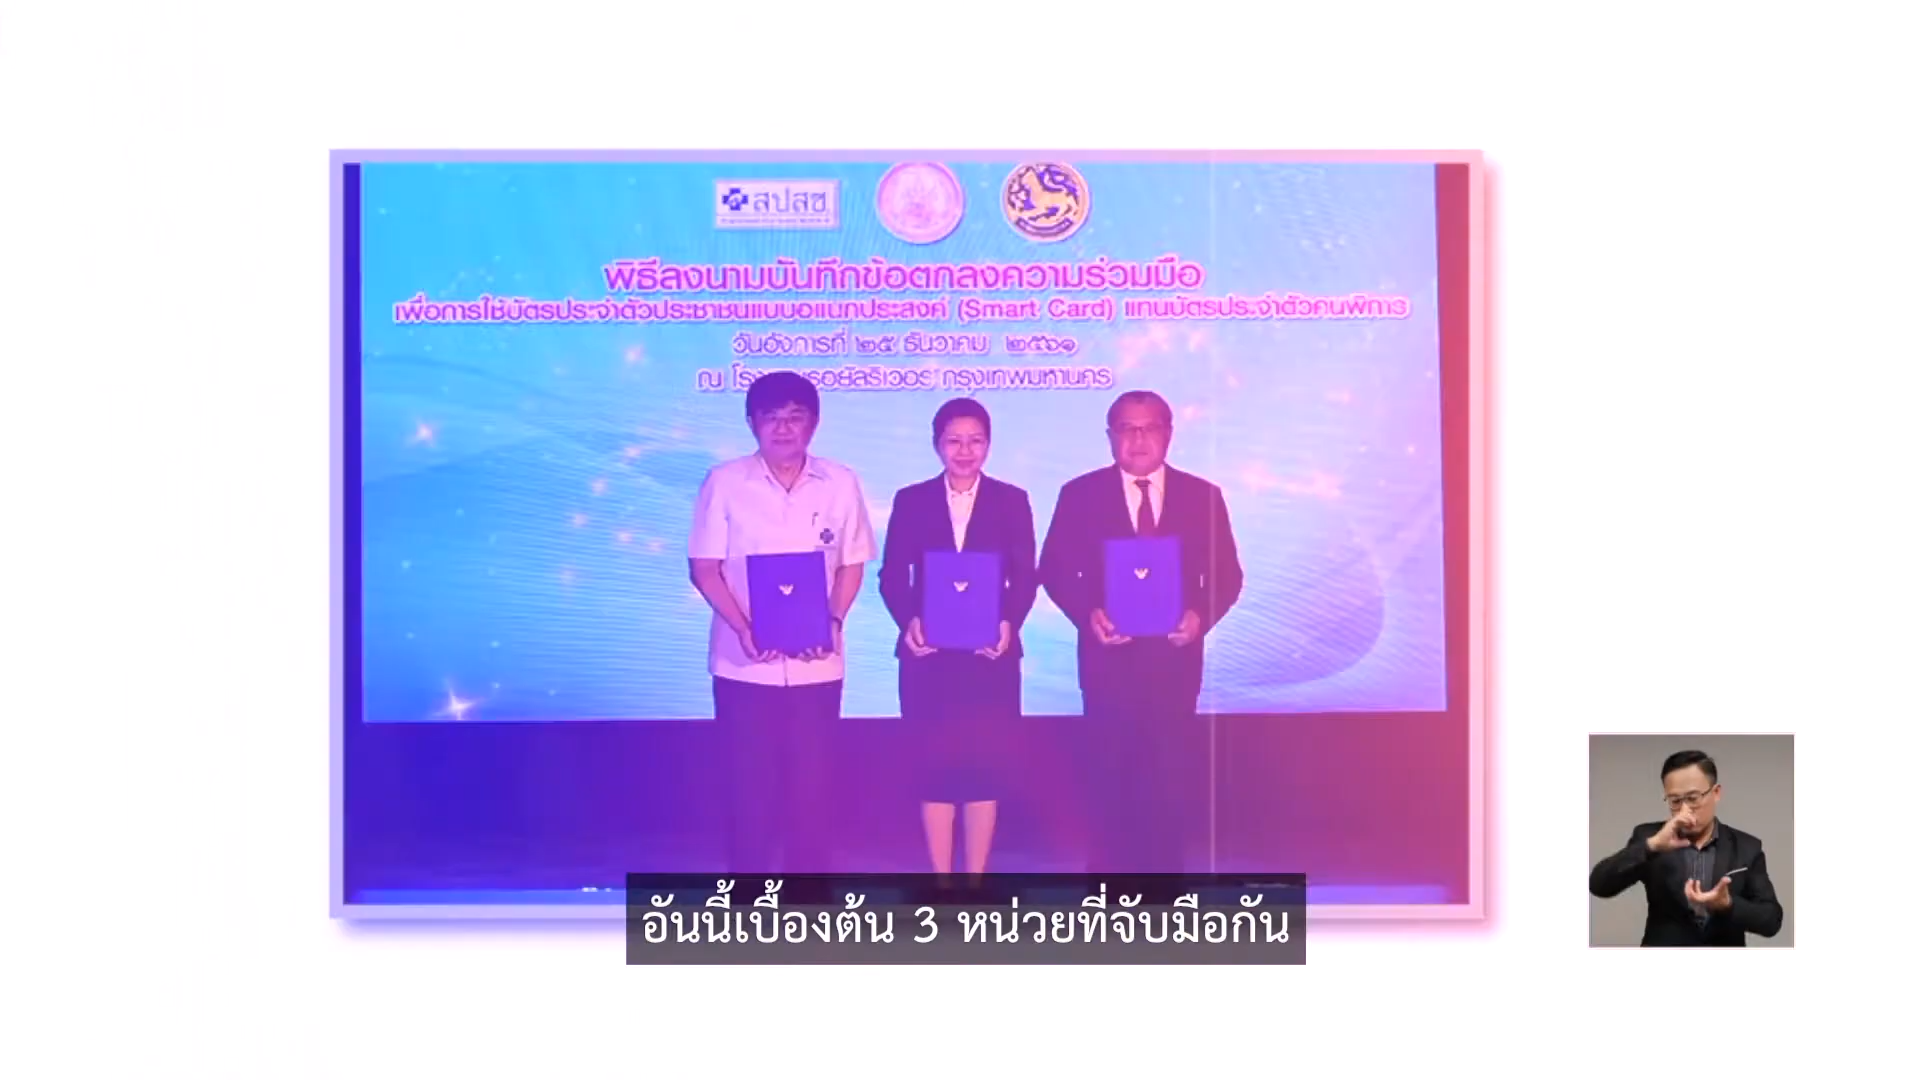 สปสช
พิธีลงนามบันทึกข้อตกลงความร่วมมือ
เพื่อการใช้บัตรประจำตัวประชาชนแบบอเนกประสงค์ (Smart Card) แทนบัตรประจำตัวคนพิการ
วันอังการที่ ๒๕ ธันวาคม ๒๕๖๑
ณ รอยัลริเวอร์ กรุงเทพมหานคร
อันนี้เบื้องต้น 3 หน่วยที่จับมือกัน